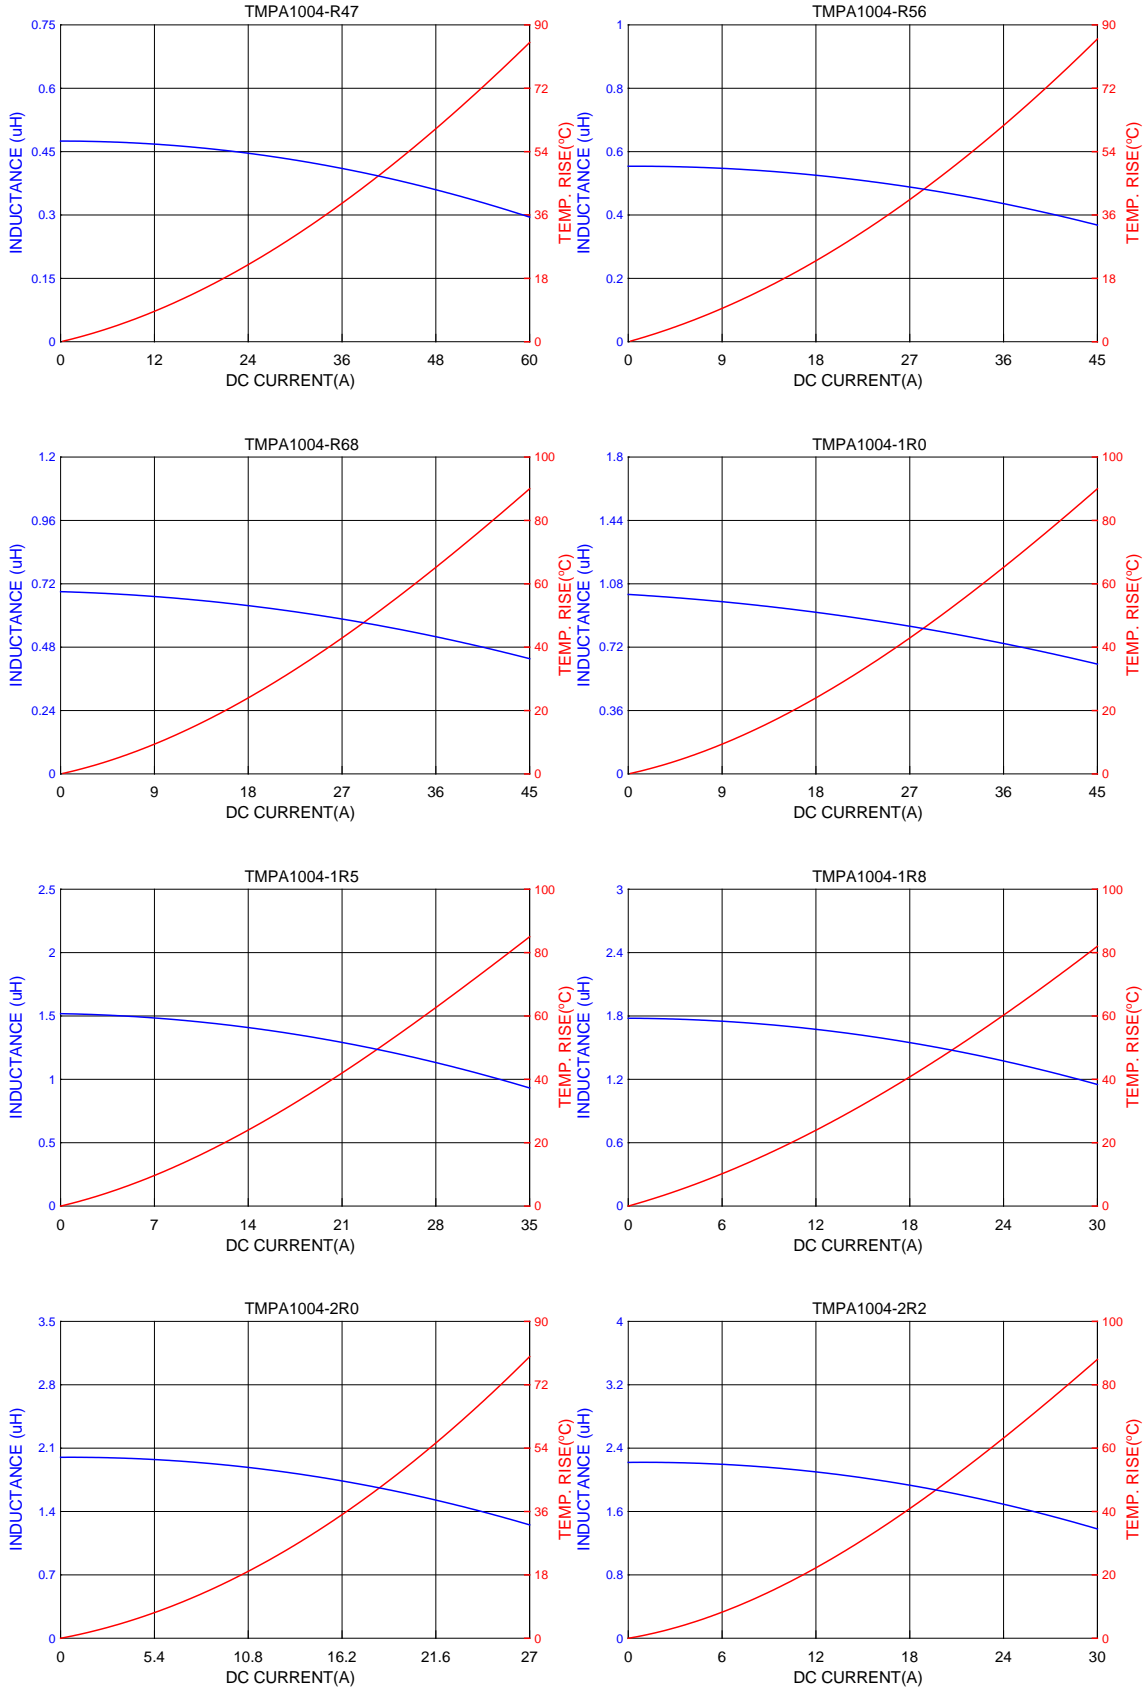 TMPA1004-R47
0.75
0.6
0.45
0.3
0.15
0
INDUCTANCE (uH)
90
72
54
36
18
0
TEMP. RISE(ºC)
0 12 24 36 48 60
DC CURRENT(A)
TMPA1004-R56
1
0.8
0.6
0.4
0.2
0
INDUCTANCE (uH)
90
72
54
36
18
0
TEMP. RISE(ºC)
0 9 18 27 36 45
DC CURRENT(A)
TMPA1004-R68
1.2
0.96
0.72
0.48
0.24
0
INDUCTANCE (uH)
100
80
60
40
20
0
TEMP. RISE(ºC)
0 9 18 27 36 45
DC CURRENT(A)
TMPA1004-1R0
1.8
1.44
1.08
0.72
0.36
0
INDUCTANCE (uH)
100
80
60
40
20
0
TEMP. RISE(ºC)
0 9 18 27 36 45
DC CURRENT(A)
TMPA1004-1R5
2.5
2
1.5
1
0.5
0
INDUCTANCE (uH)
100
80
60
40
20
0
TEMP. RISE(ºC)
0 7 14 21 28 35
DC CURRENT(A)
TMPA1004-1R8
3
2.4
1.8
1.2
0.6
0
INDUCTANCE (uH)
100
80
60
40
20
0
TEMP. RISE(ºC)
0 6 12 18 24 30
DC CURRENT(A)
TMPA1004-2R0
3.5
2.8
2.1
1.4
0.7
0
INDUCTANCE (uH)
90
72
54
36
18
0
TEMP. RISE(ºC)
0 5.4 10.8 16.2 21.6 27
DC CURRENT(A)
TMPA1004-2R2
4
3.2
2.4
1.6
0.8
0
INDUCTANCE (uH)
100
80
60
40
20
0
TEMP. RISE(ºC)
0 6 12 18 24 30
DC CURRENT(A)